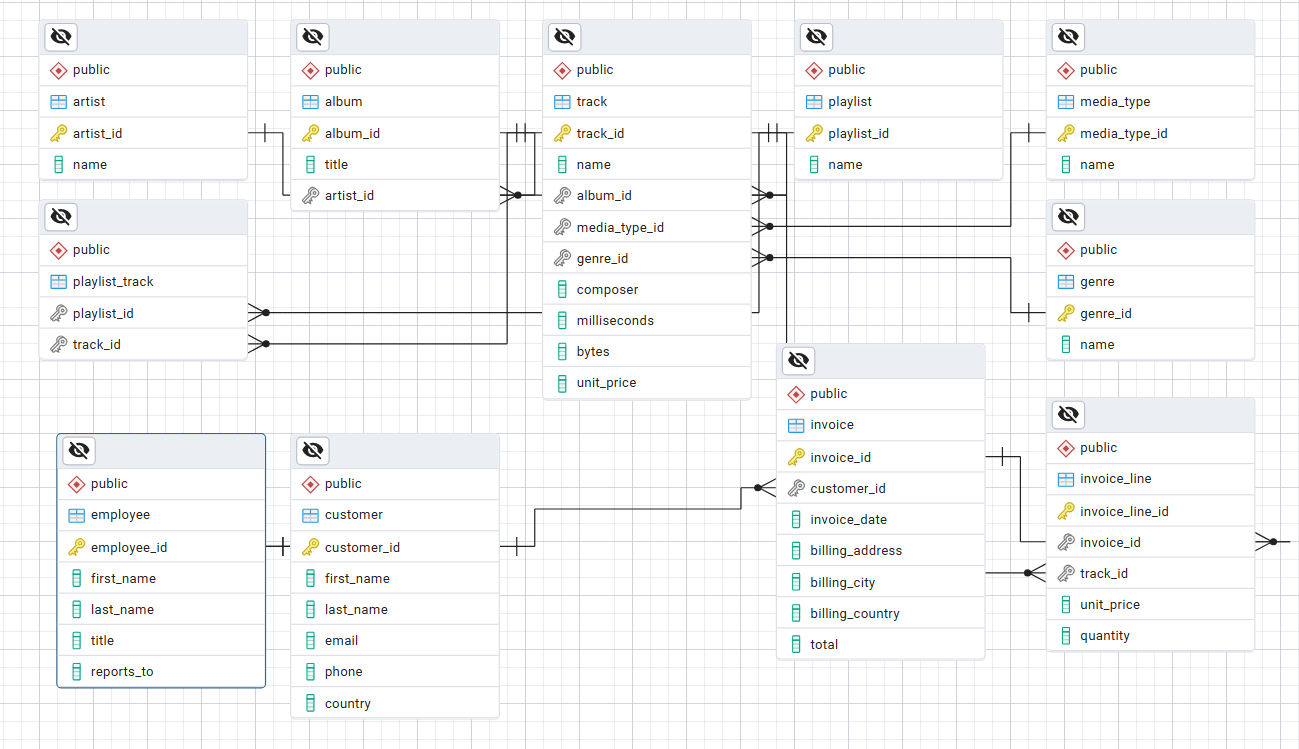 public
artist
artist_id
name
public
album
album_id
title
artist_id
public
track
track_id
name
album_id
media_type_id
genre_id
composer
milliseconds
bytes
unit_price
public
playlist
playlist_id
name
public
media_type
media_type_id
name
public
playlist_track
playlist_id
track_id
public
genre
genre_id
name
public
employee
employee_id
first_name
last_name
title
reports_to
public
customer
customer_id
first_name
last_name
email
phone
country
public
invoice
invoice_id
customer_id
invoice_date
billing_address
billing_city
billing_country
total
public
invoice_line
invoice_line_id
invoice_id
track_id
unit_price
quantity